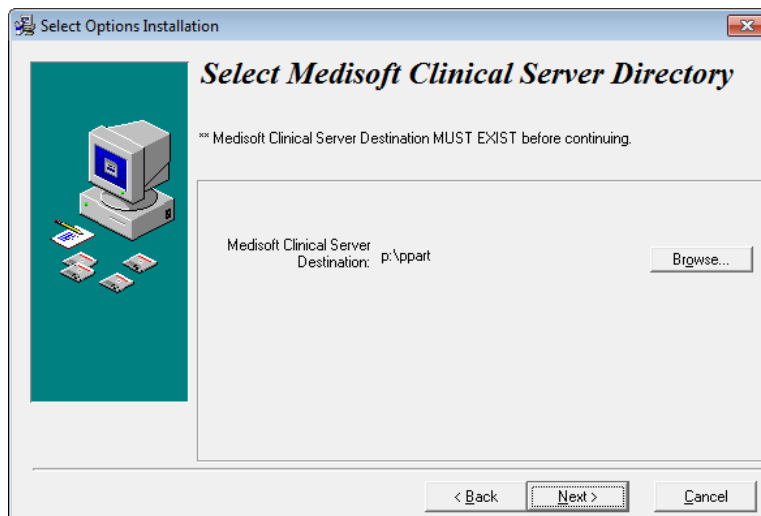 Select Options Installation
Select Medisoft Clinical Server Directory
** Medisoft Clinical Server Destination MUST EXIST before continuing.
Medisoft Clinical Server
Destination: p:\ppart
Browse...
< Back
Next >
Cancel